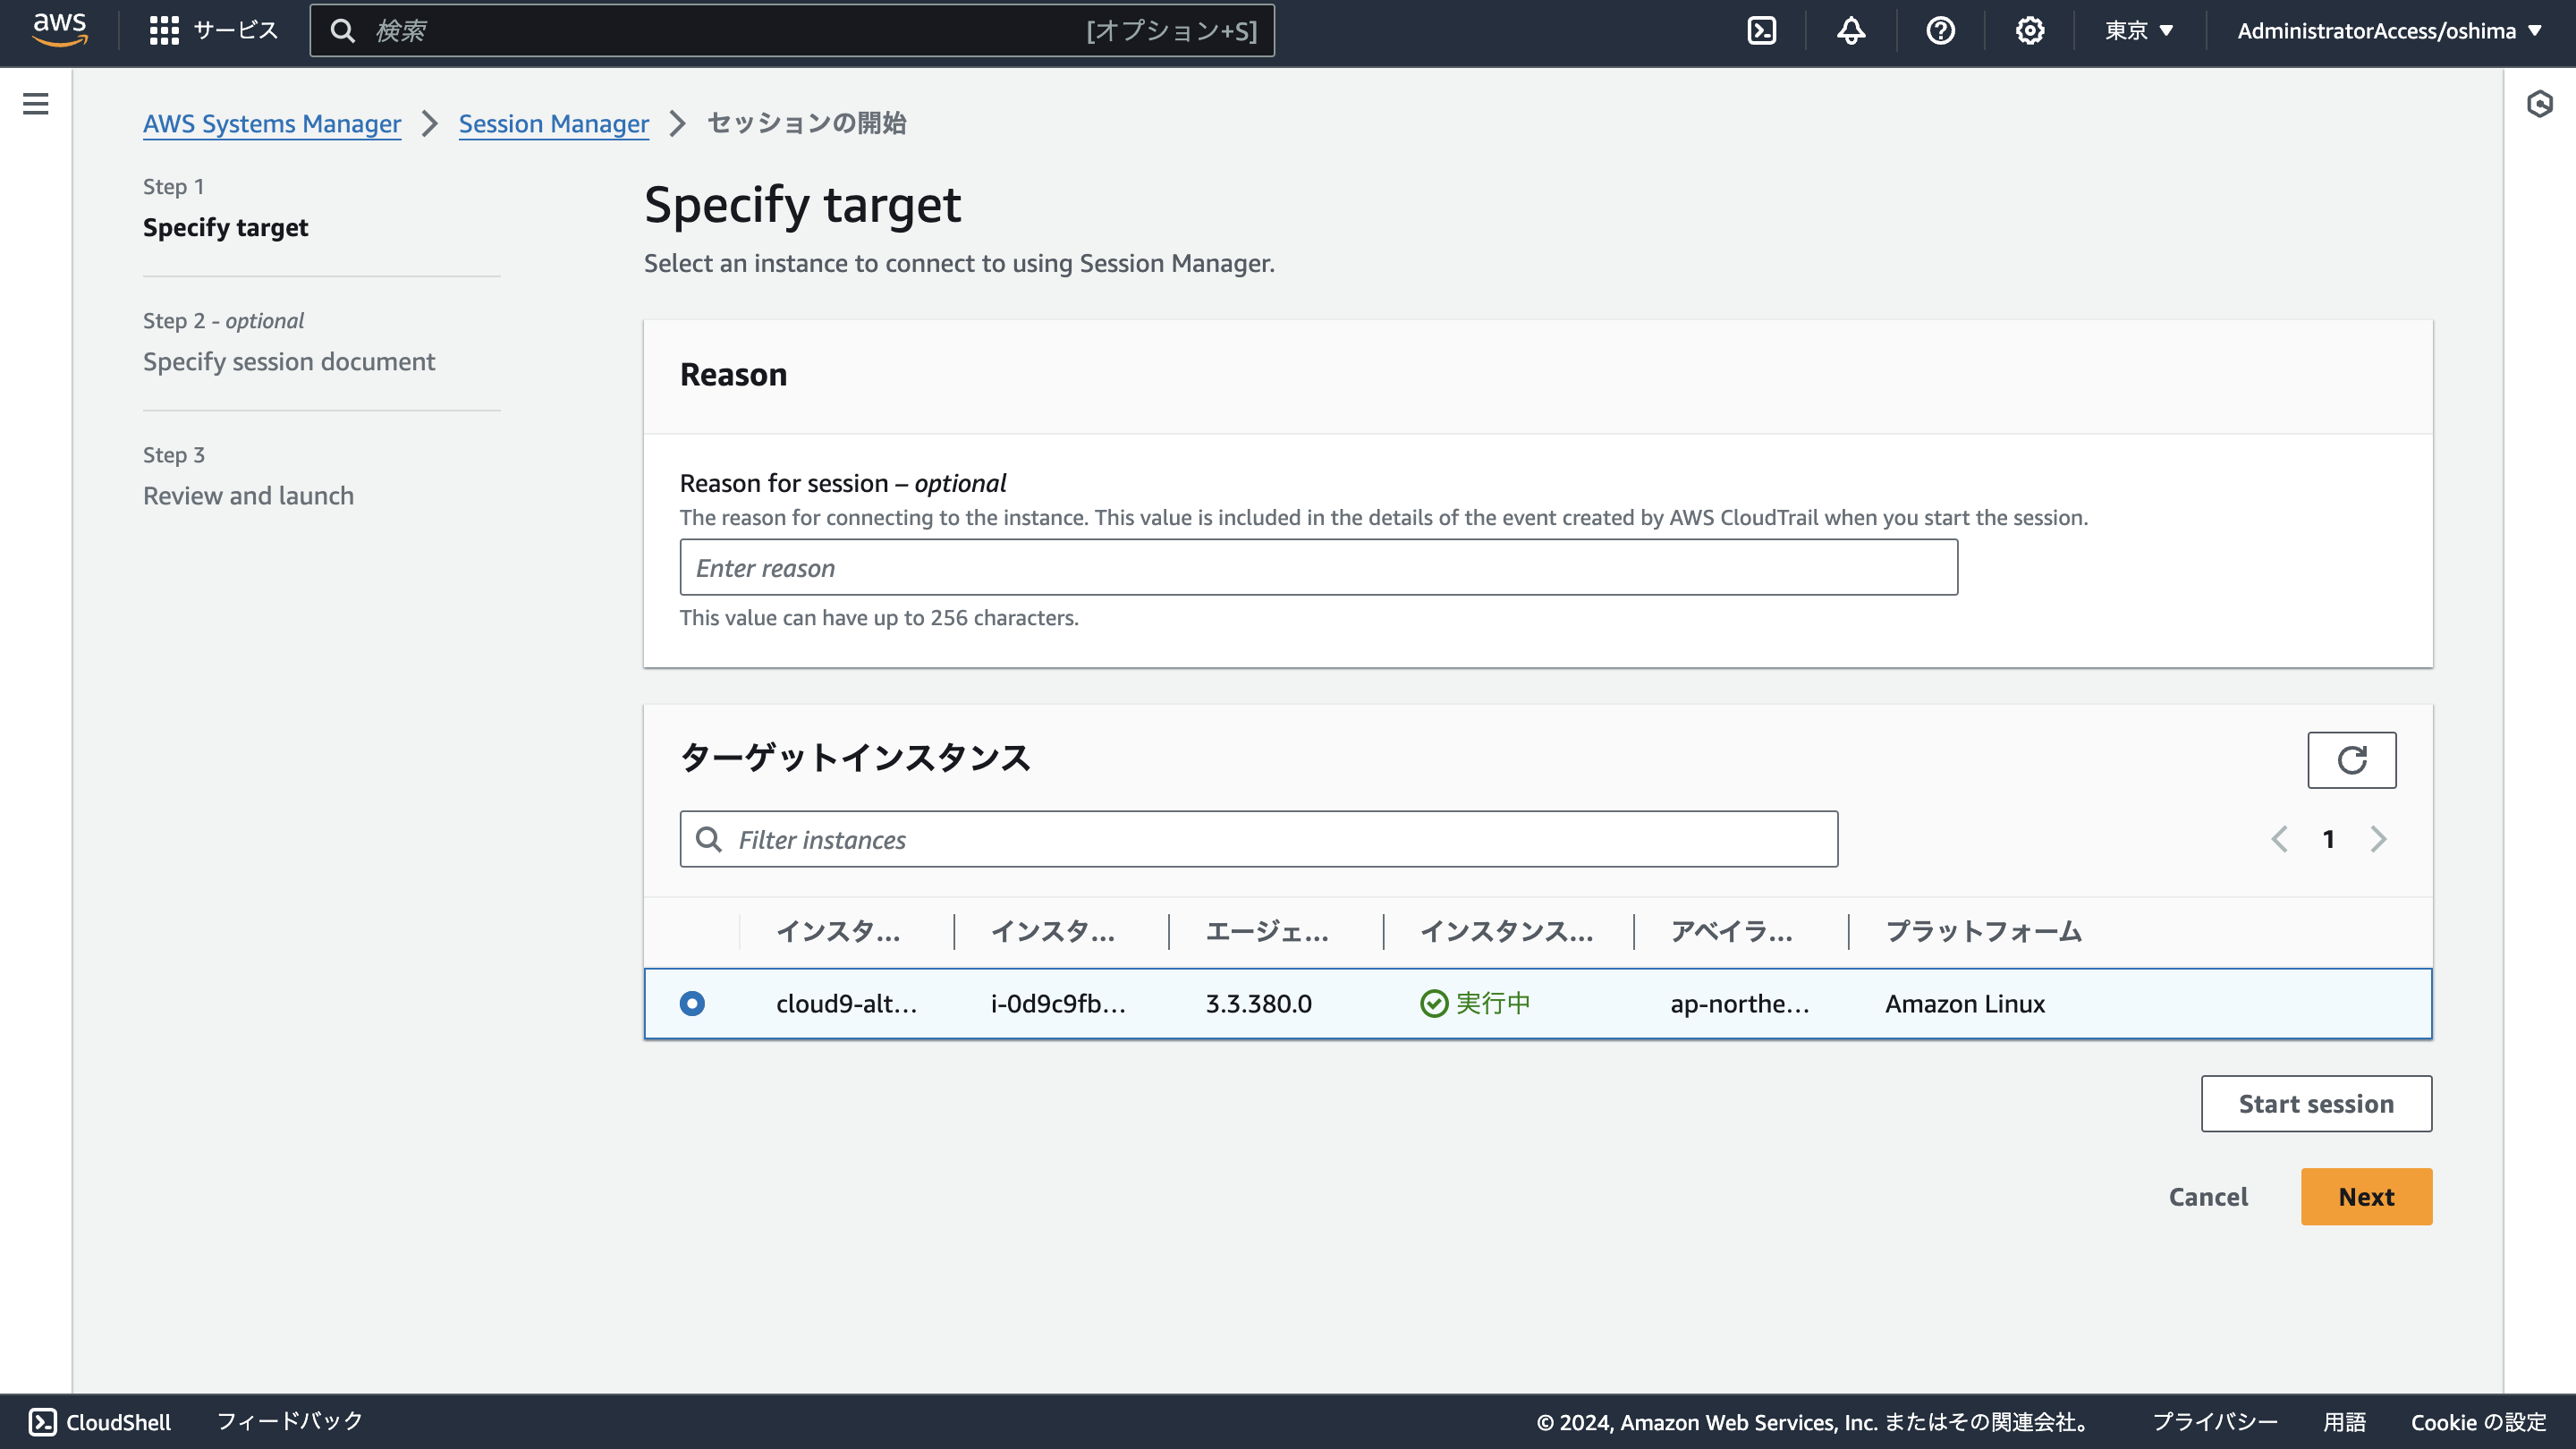 aws
サービス
検索
[オプション+S]
東京 ▼
AdministratorAccess/oshima ▼
AWS Systems Manager > Session Manager > セッションの開始
Step 1
Specify target
Step 2 - optional
Specify session document
Step 3
Review and launch
Specify target
Select an instance to connect to using Session Manager.
Reason
Reason for session – optional
The reason for connecting to the instance. This value is included in the details of the event created by AWS CloudTrail when you start the session.
Enter reason
This value can have up to 256 characters.
ターゲットインスタンス
Filter instances
1
インスタ... インスタ... エージェ... インスタンス... アベイラ... プラットフォーム
cloud9-alt... i-0d9c9fb... 3.3.380.0 実行中 ap-northe... Amazon Linux
Start session
Cancel
Next
CloudShell
フィードバック
© 2024, Amazon Web Services, Inc. またはその関連会社。
プライバシー
用語
Cookie の設定